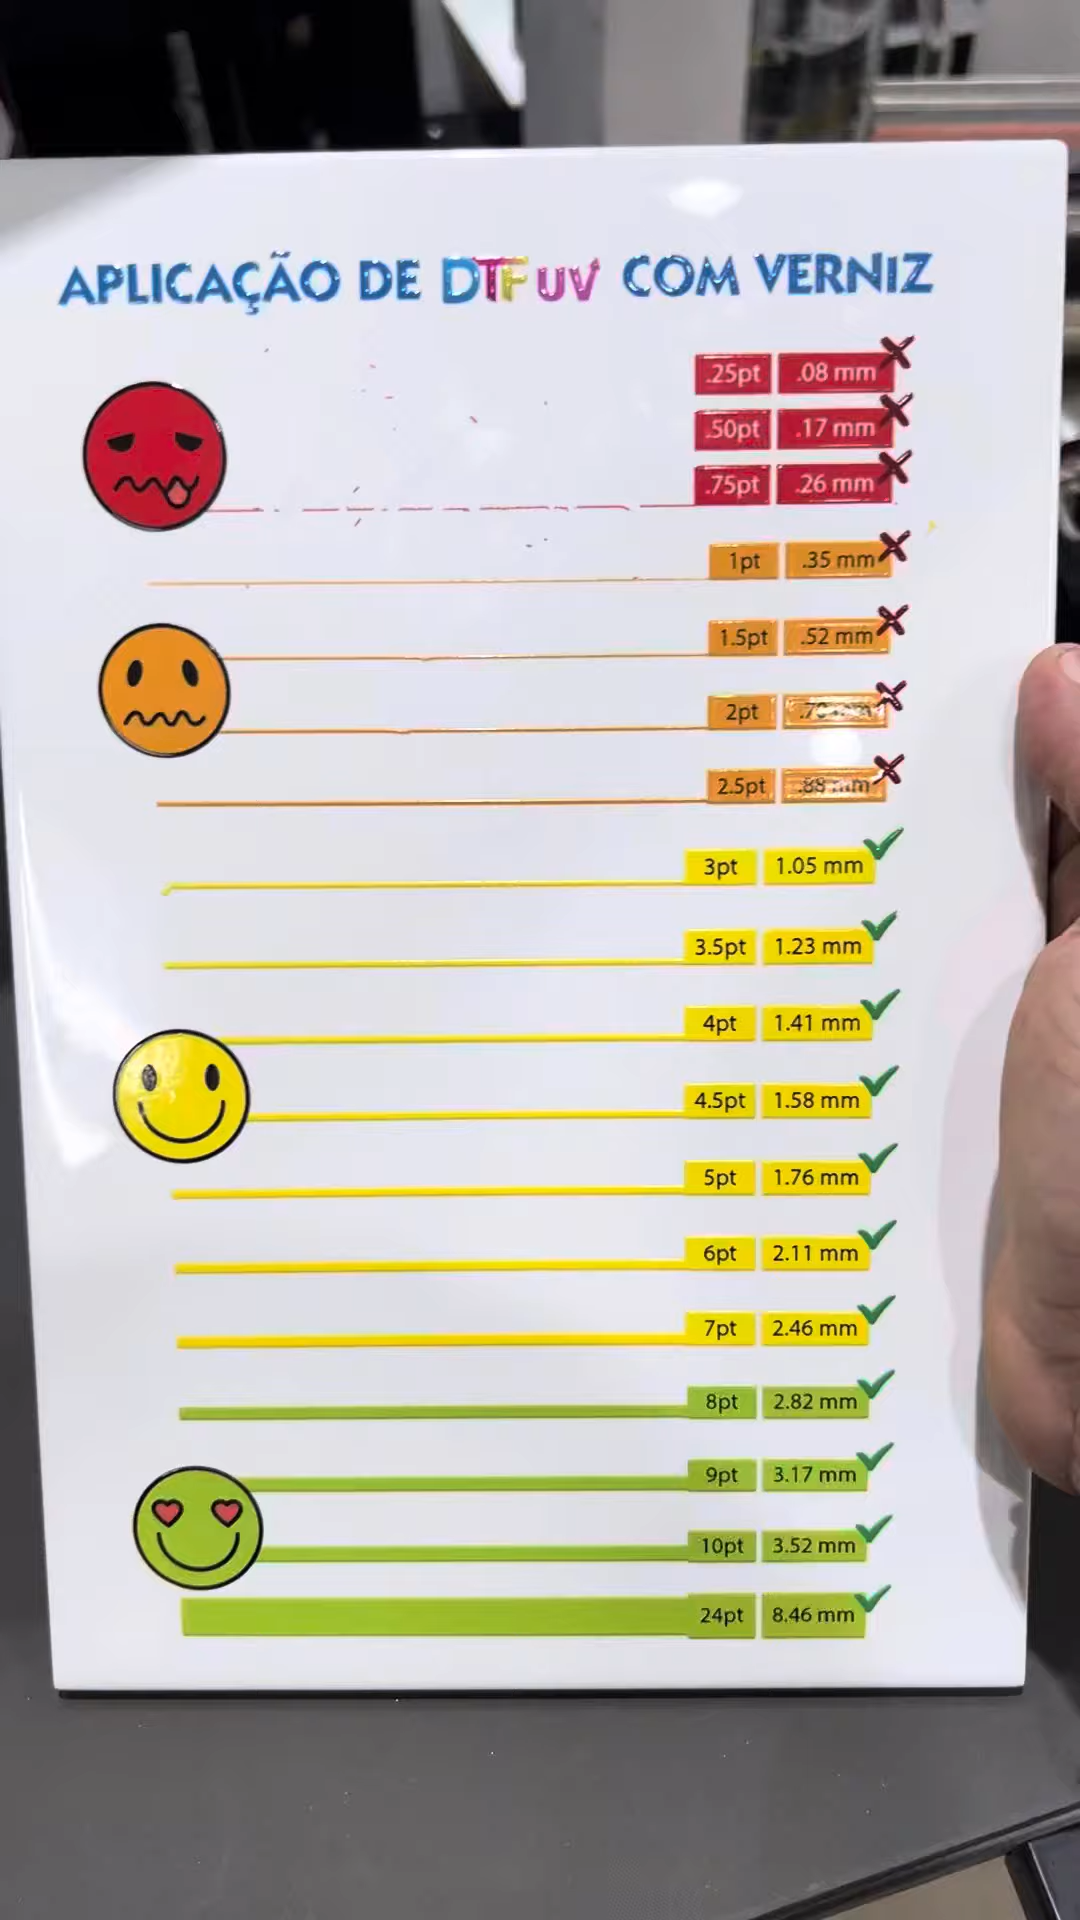 APLICAÇÃO DE DTF UV COM VERNIZ
.25pt .08 mm
.50pt .17 mm
.75pt .26 mm
1pt .35 mm
1.5pt .52 mm
2pt
2.5pt .88 mm
3pt 1.05 mm
3.5pt 1.23 mm
4pt 1.41 mm
4.5pt 1.58 mm
5pt 1.76 mm
6pt 2.11 mm
7pt 2.46 mm
8pt 2.82 mm
9pt 3.17 mm
10pt 3.52 mm
24pt 8.46 mm